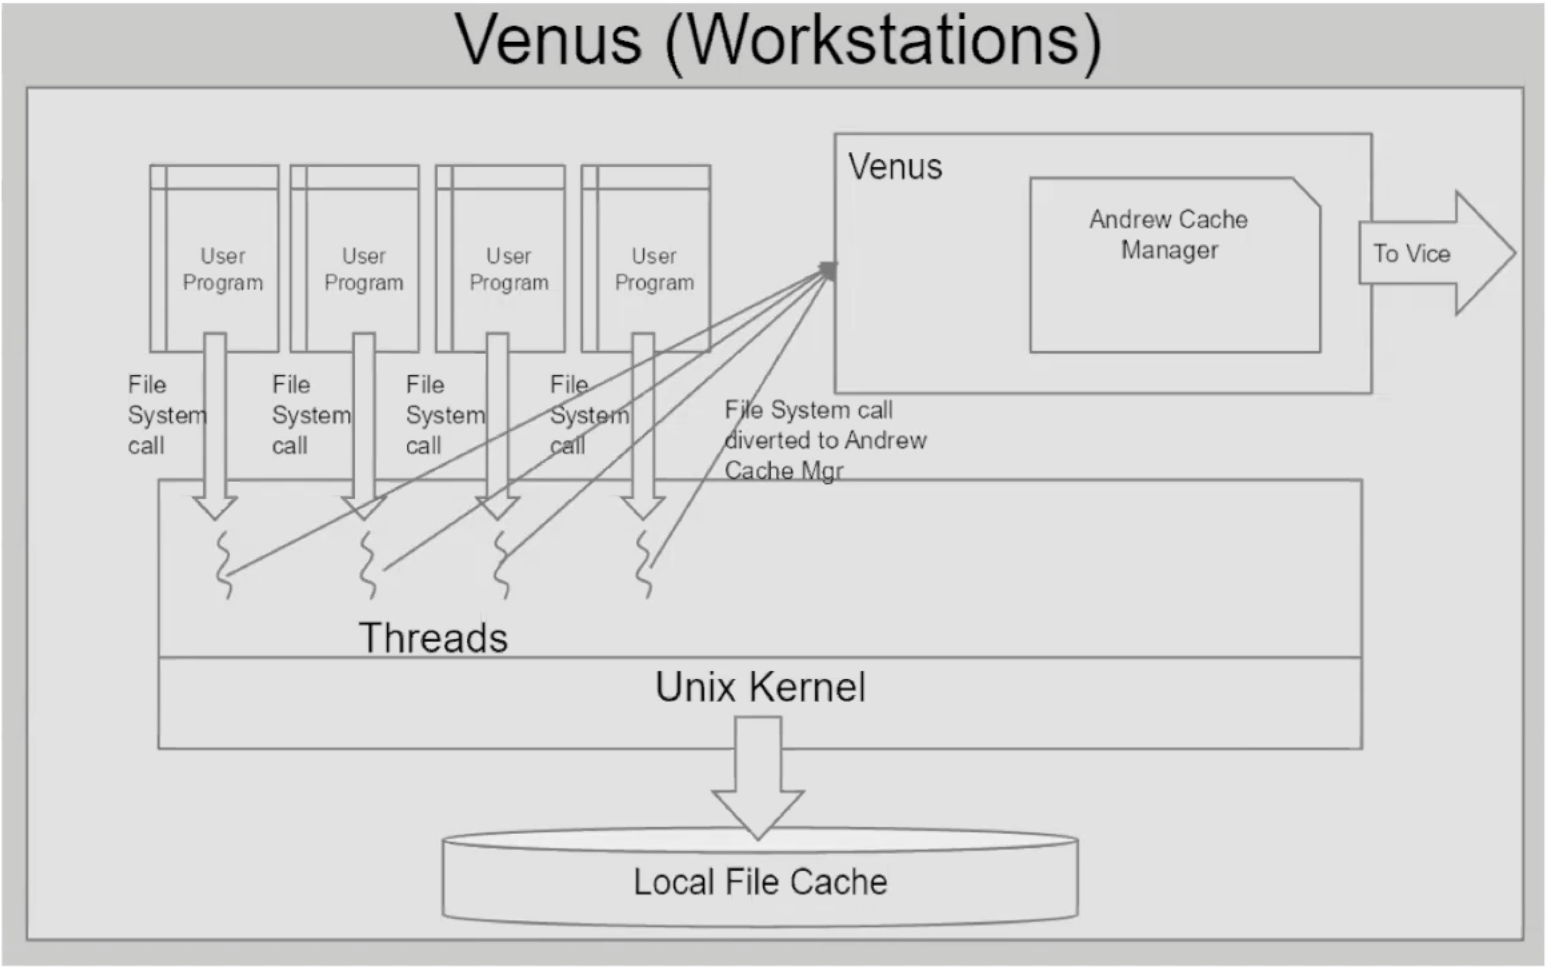 Venus (Workstations)
Venus
Andrew Cache
Manager
To Vice
User
Program
User
Program
User
Program
User
Program
File
System
call
File
System
call
File
System
call
File
System
call
File System call
diverted to Andrew
Cache Mgr
Threads
Unix Kernel
Local File Cache